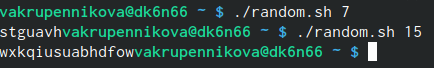 vakrupennikova@dk6n66 ~ $ ./random.sh 7
stguavhvakrupennikova@dk6n66 ~ $ ./random.sh 15
wxkqiusuabhdfowvakrupennikova@dk6n66 ~ $